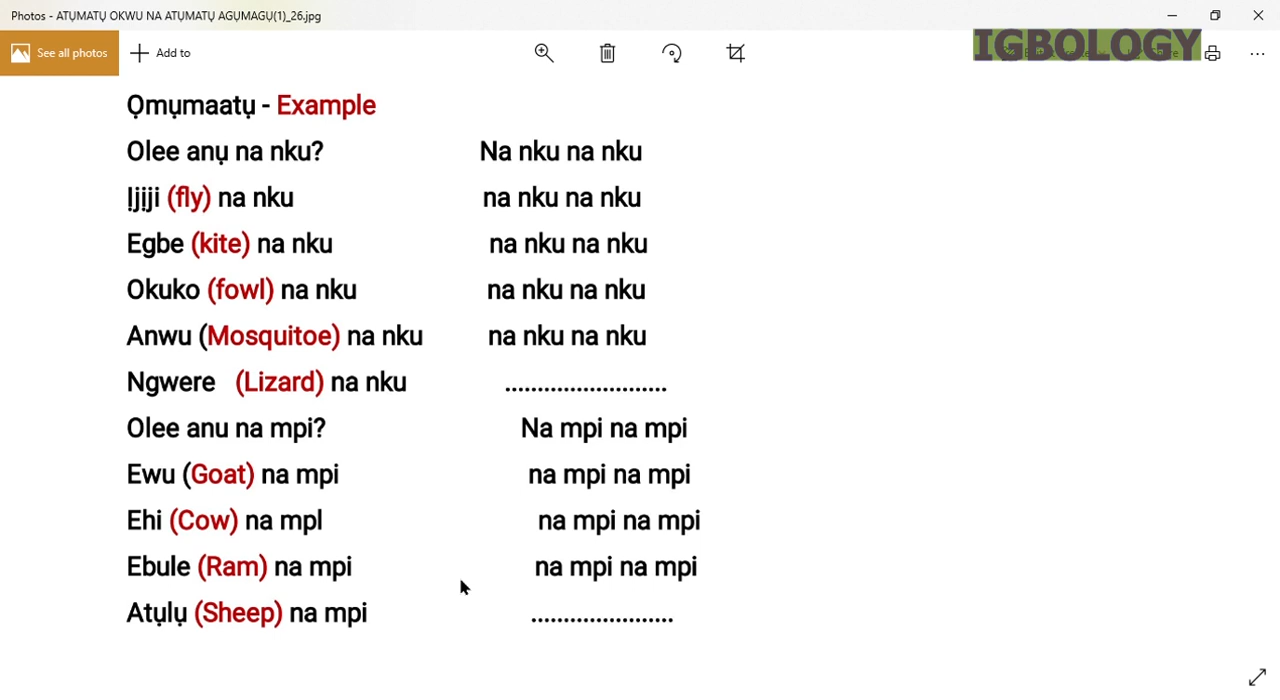 Photos - ATỤMATỤ OKWU NA ATỤMATỤ AGỤMAGỤ(1)_26.jpg
See all photos Add to
IGBOLOGY
Ọmụmaatụ - Example
Olee anụ na nku? Na nku na nku
Ịjịji (fly) na nku na nku na nku
Egbe (kite) na nku na nku na nku
Okuko (fowl) na nku na nku na nku
Anwu (Mosquitoe) na nku na nku na nku
Ngwere (Lizard) na nku .........................
Olee anu na mpi? Na mpi na mpi
Ewu (Goat) na mpi na mpi na mpi
Ehi (Cow) na mpl na mpi na mpi
Ebule (Ram) na mpi na mpi na mpi
Atụlụ (Sheep) na mpi ......................